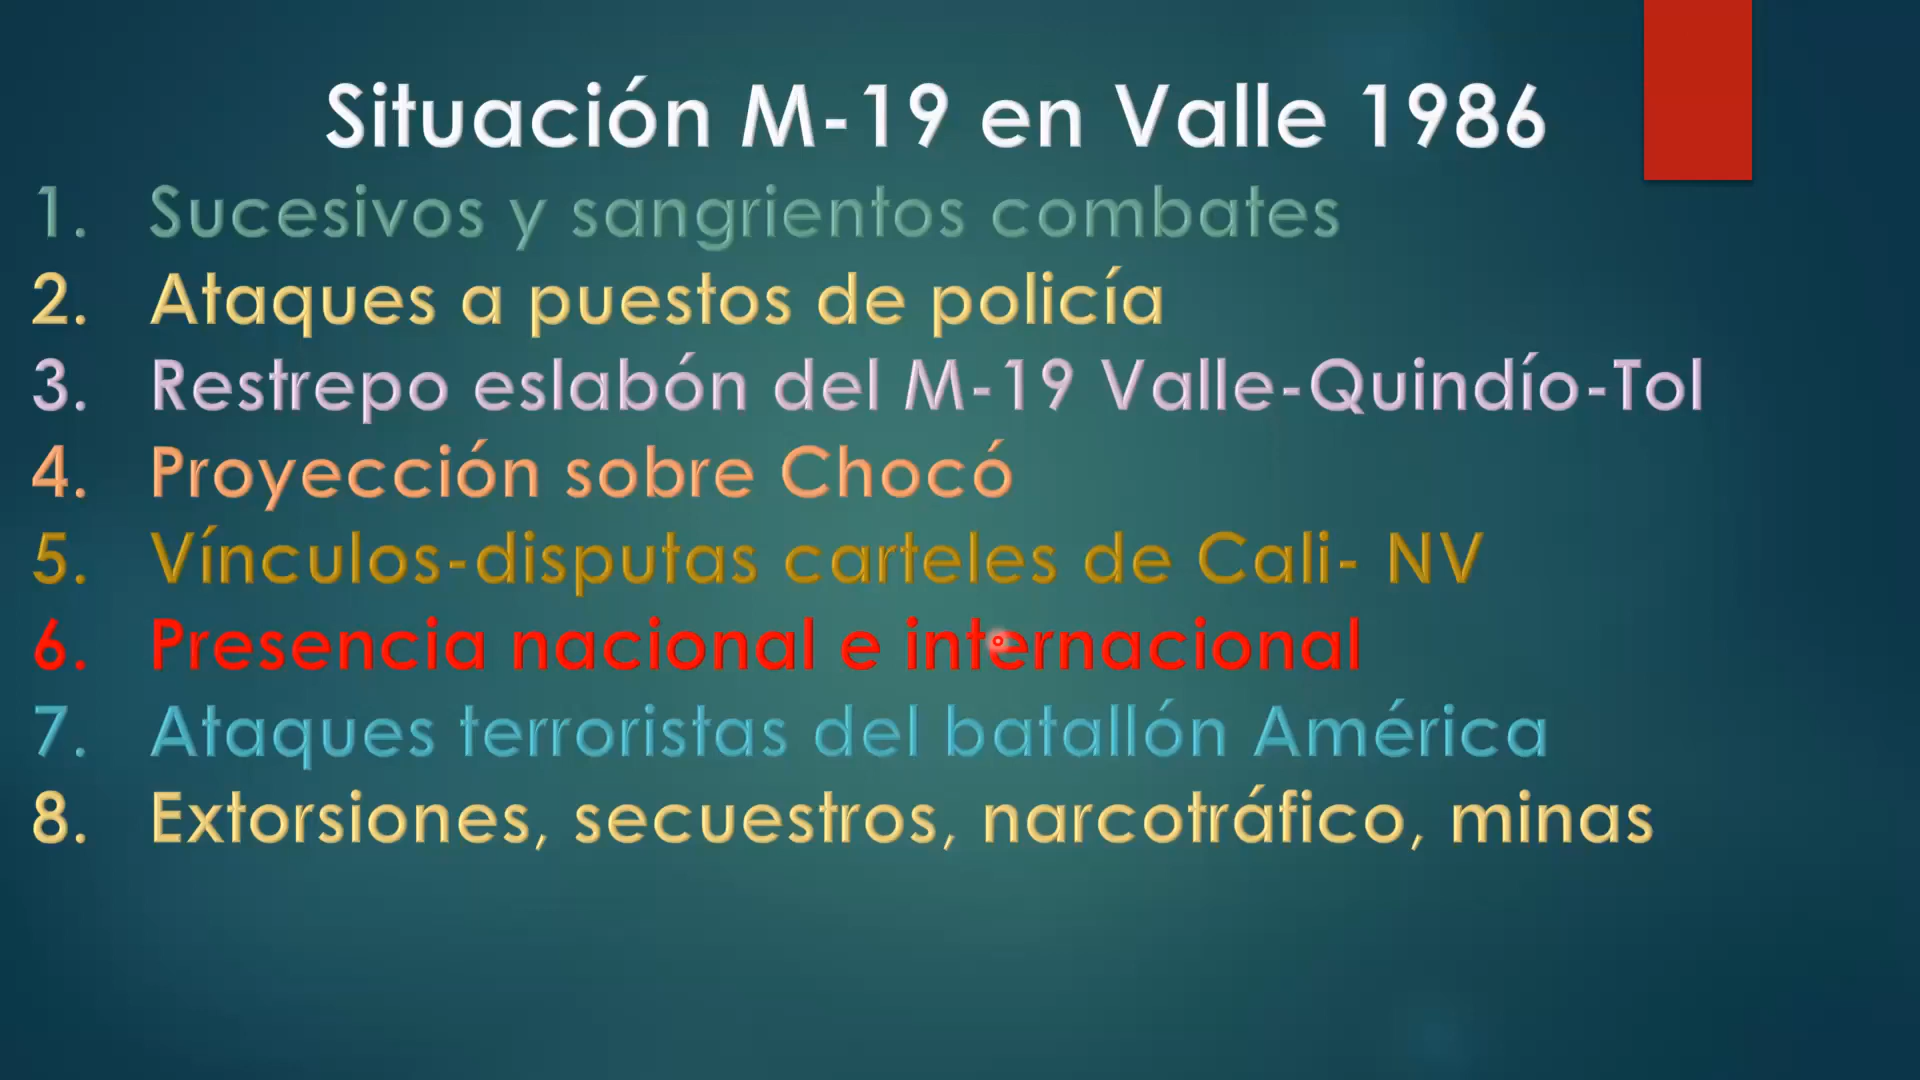 Situación M-19 en Valle 1986
1. Sucesivos y sangrientos combates
2. Ataques a puestos de policía
3. Restrepo eslabón del M-19 Valle-Quindío-Tol
4. Proyección sobre Chocó
5. Vínculos-disputas carteles de Cali- NV
6. Presencia nacional e internacional
7. Ataques terroristas del batallón América
8. Extorsiones, secuestros, narcotráfico, minas